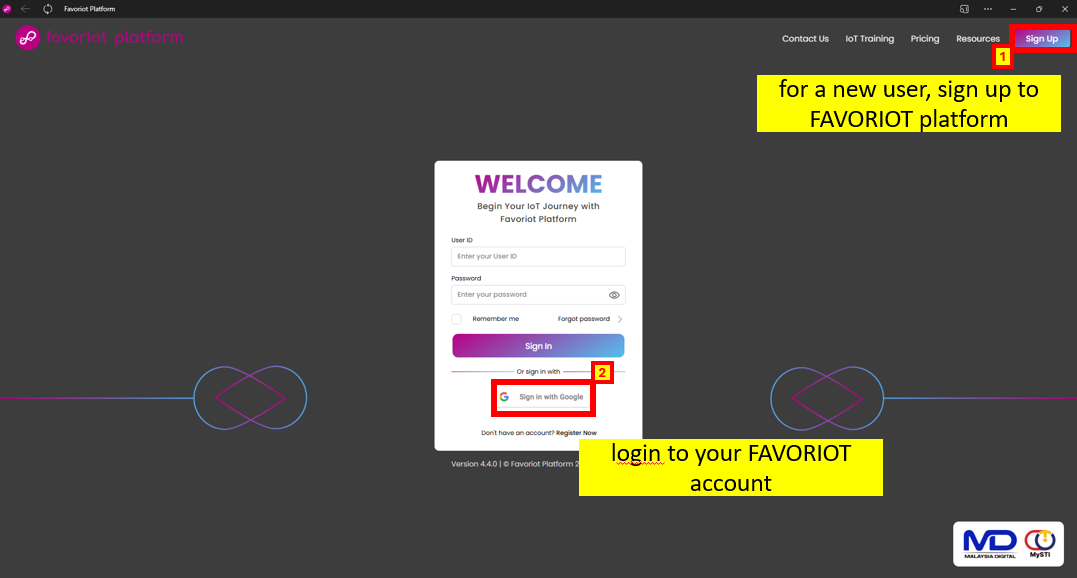 Favoriot Platform
favoriot platform
Contact Us IoT Training Pricing Resources Sign Up
1
for a new user, sign up to
FAVORIOT platform
WELCOME
Begin Your IoT Journey with
Favoriot Platform
User ID
Enter your User ID
Password
Enter your password
Remember me Forgot password
Sign In
Or sign in with
2
Sign in with Google
Don't have an account? Register Now
login to your FAVORIOT
account
Version 4.4.0 | © Favoriot Platform 2
MD
MALAYSIA DIGITAL
MySTI